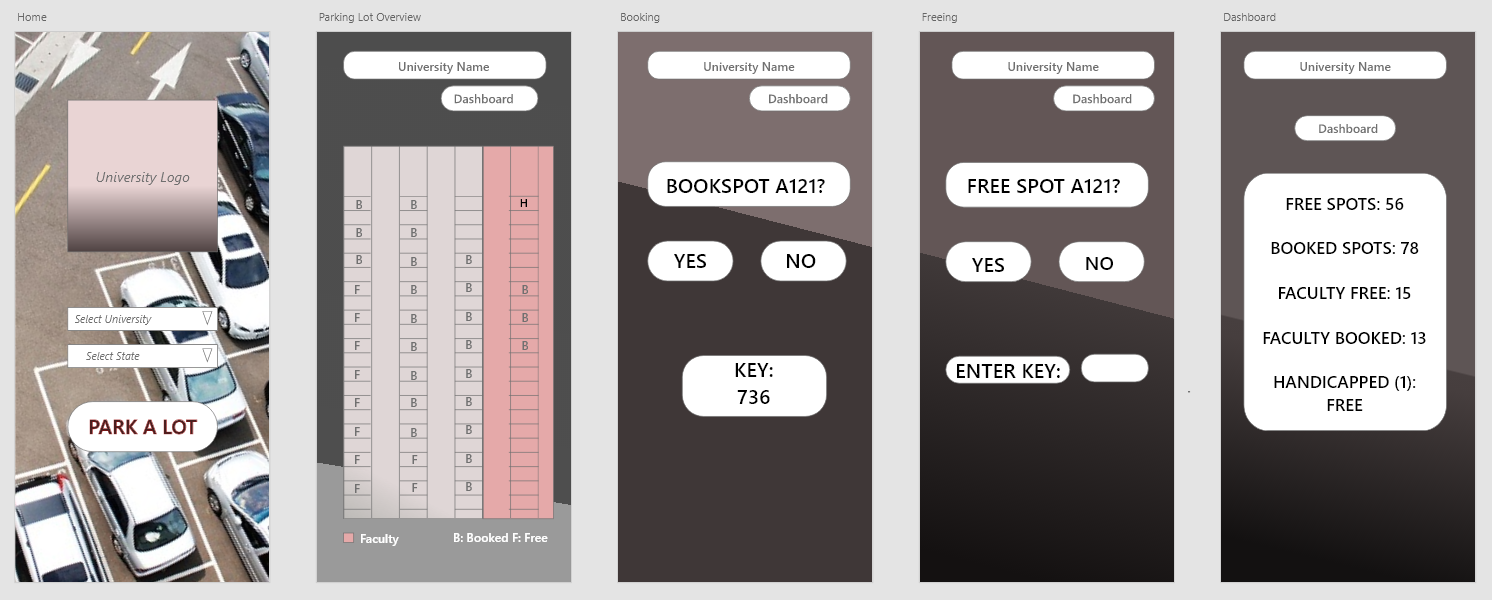 Home
University Logo
Select University
Select State
PARK A LOT
Parking Lot Overview
University Name
Dashboard
B B H
B B
B B B
F B B B
F B B B
F B B B
F B B
F B B
F B B
F F B
F F B
Faculty B: Booked F: Free
Booking
University Name
Dashboard
BOOKSPOT A121?
YES NO
KEY:
736
Freeing
University Name
Dashboard
FREE SPOT A121?
YES NO
ENTER KEY:
Dashboard
University Name
Dashboard
FREE SPOTS: 56
BOOKED SPOTS: 78
FACULTY FREE: 15
FACULTY BOOKED: 13
HANDICAPPED (1):
FREE